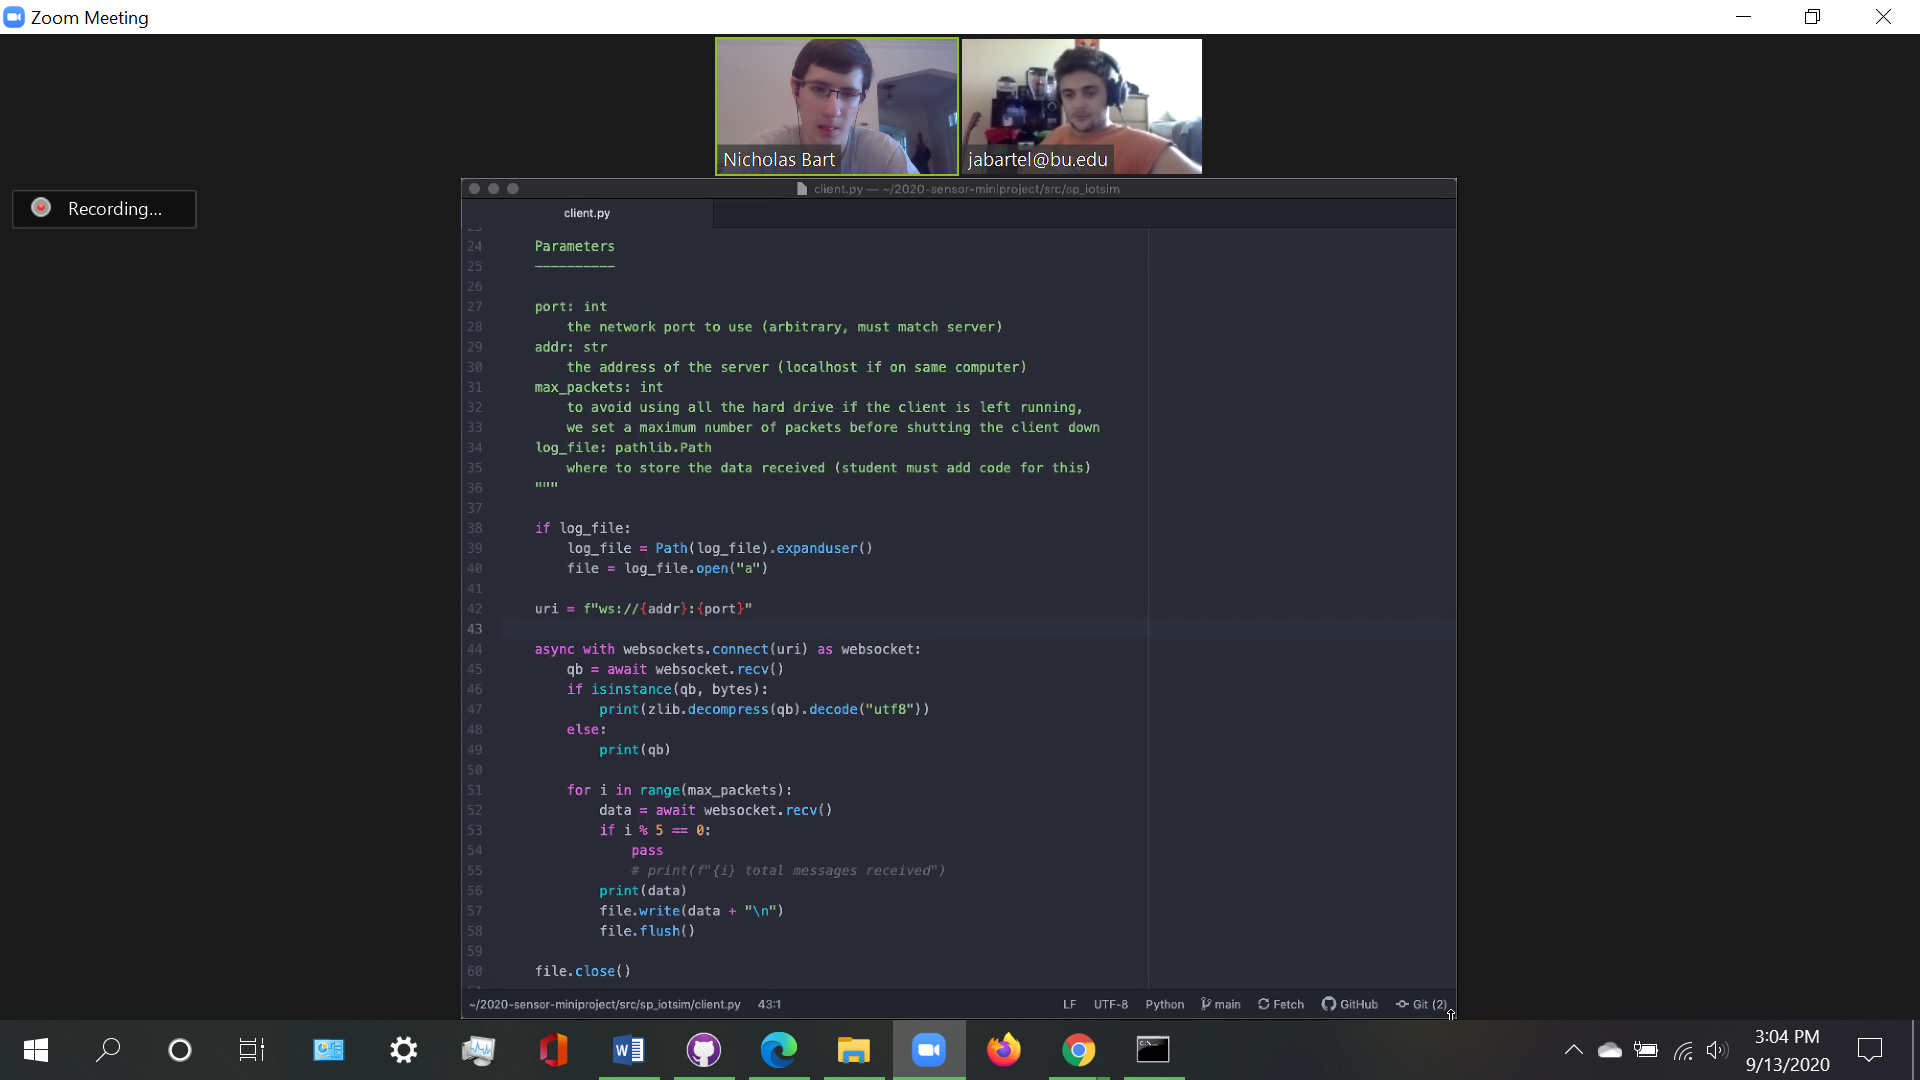 Zoom Meeting
Nicholas Bart
jabartel@bu.edu
Recording...
client.py — ~/2020-sensor-miniproject/src/sp_iotsim
client.py
24 Parameters
25 ----------
26
27 port: int
28 the network port to use (arbitrary, must match server)
29 addr: str
30 the address of the server (localhost if on same computer)
31 max_packets: int
32 to avoid using all the hard drive if the client is left running,
33 we set a maximum number of packets before shutting the client down
34 log_file: pathlib.Path
35 where to store the data received (student must add code for this)
36 """
37
38 if log_file:
39 log_file = Path(log_file).expanduser()
40 file = log_file.open("a")
41
42 uri = f"ws://{addr}:{port}"
43
44 async with websockets.connect(uri) as websocket:
45 qb = await websocket.recv()
46 if isinstance(qb, bytes):
47 print(zlib.decompress(qb).decode("utf8"))
48 else:
49 print(qb)
50
51 for i in range(max_packets):
52 data = await websocket.recv()
53 if i % 5 == 0:
54 pass
55 # print(f"{i} total messages received")
56 print(data)
57 file.write(data + "\n")
58 file.flush()
59
60 file.close()
~/2020-sensor-miniproject/src/sp_iotsim/client.py 43:1 LF UTF-8 Python main Fetch GitHub Git (2)
3:04 PM
9/13/2020